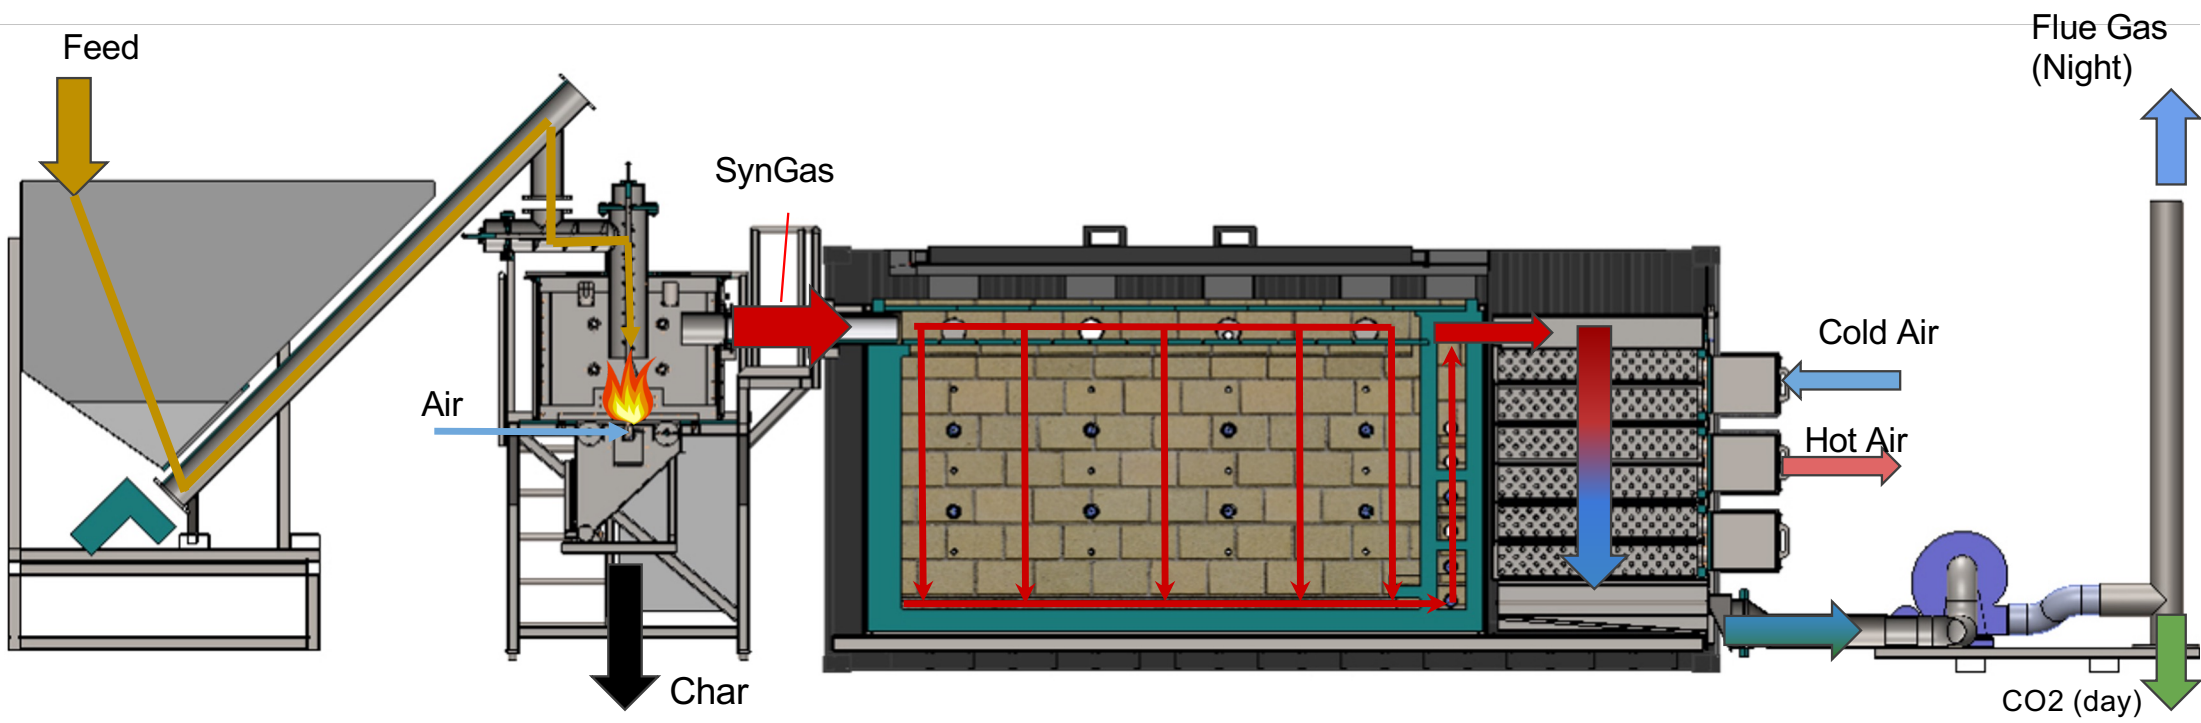 Feed
SynGas
Air
Char
Flue Gas
(Night)
Cold Air
Hot Air
CO2 (day)